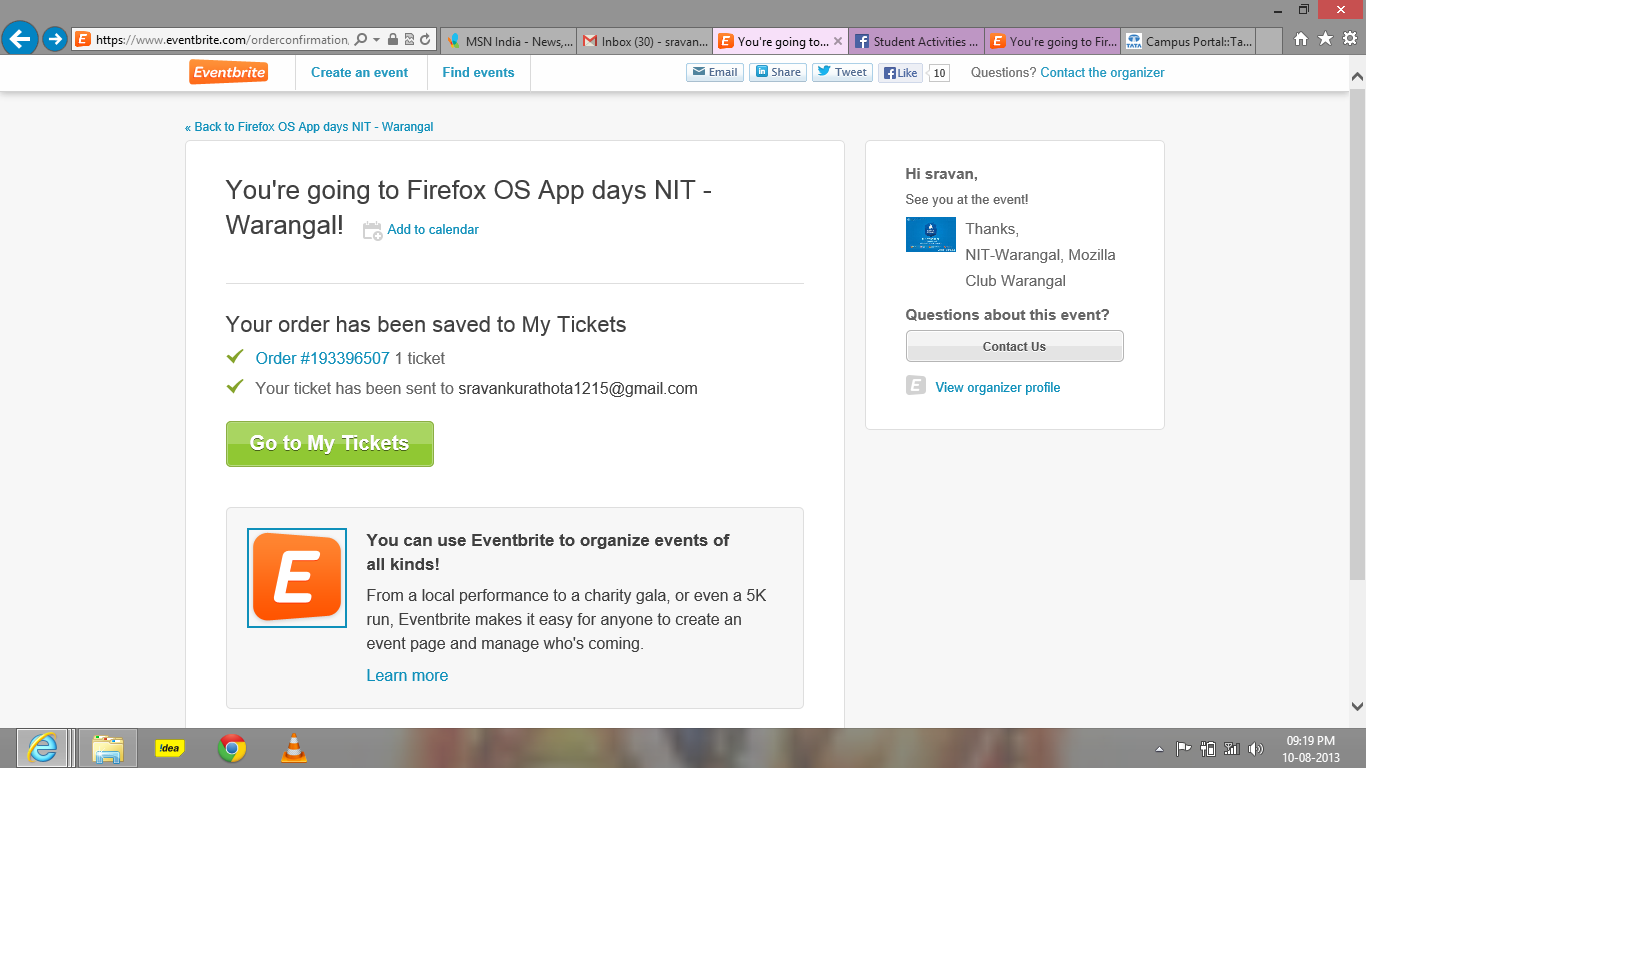 https://www.eventbrite.com/orderconfirmation
MSN India - News,...
Inbox (30) - sravan...
You're going to...
Student Activities ...
You're going to Fir...
Campus Portal::Ta...
Eventbrite
Create an event
Find events
Email
Share
Tweet
Like
10
Questions? Contact the organizer
« Back to Firefox OS App days NIT - Warangal
You're going to Firefox OS App days NIT -
Warangal!
Add to calendar
Your order has been saved to My Tickets
Order #193396507 1 ticket
Your ticket has been sent to sravankurathota1215@gmail.com
Go to My Tickets
E
You can use Eventbrite to organize events of
all kinds!
From a local performance to a charity gala, or even a 5K
run, Eventbrite makes it easy for anyone to create an
event page and manage who's coming.
Learn more
Hi sravan,
See you at the event!
Thanks,
NIT-Warangal, Mozilla
Club Warangal
Questions about this event?
Contact Us
View organizer profile
!dea
09:19 PM
10-08-2013